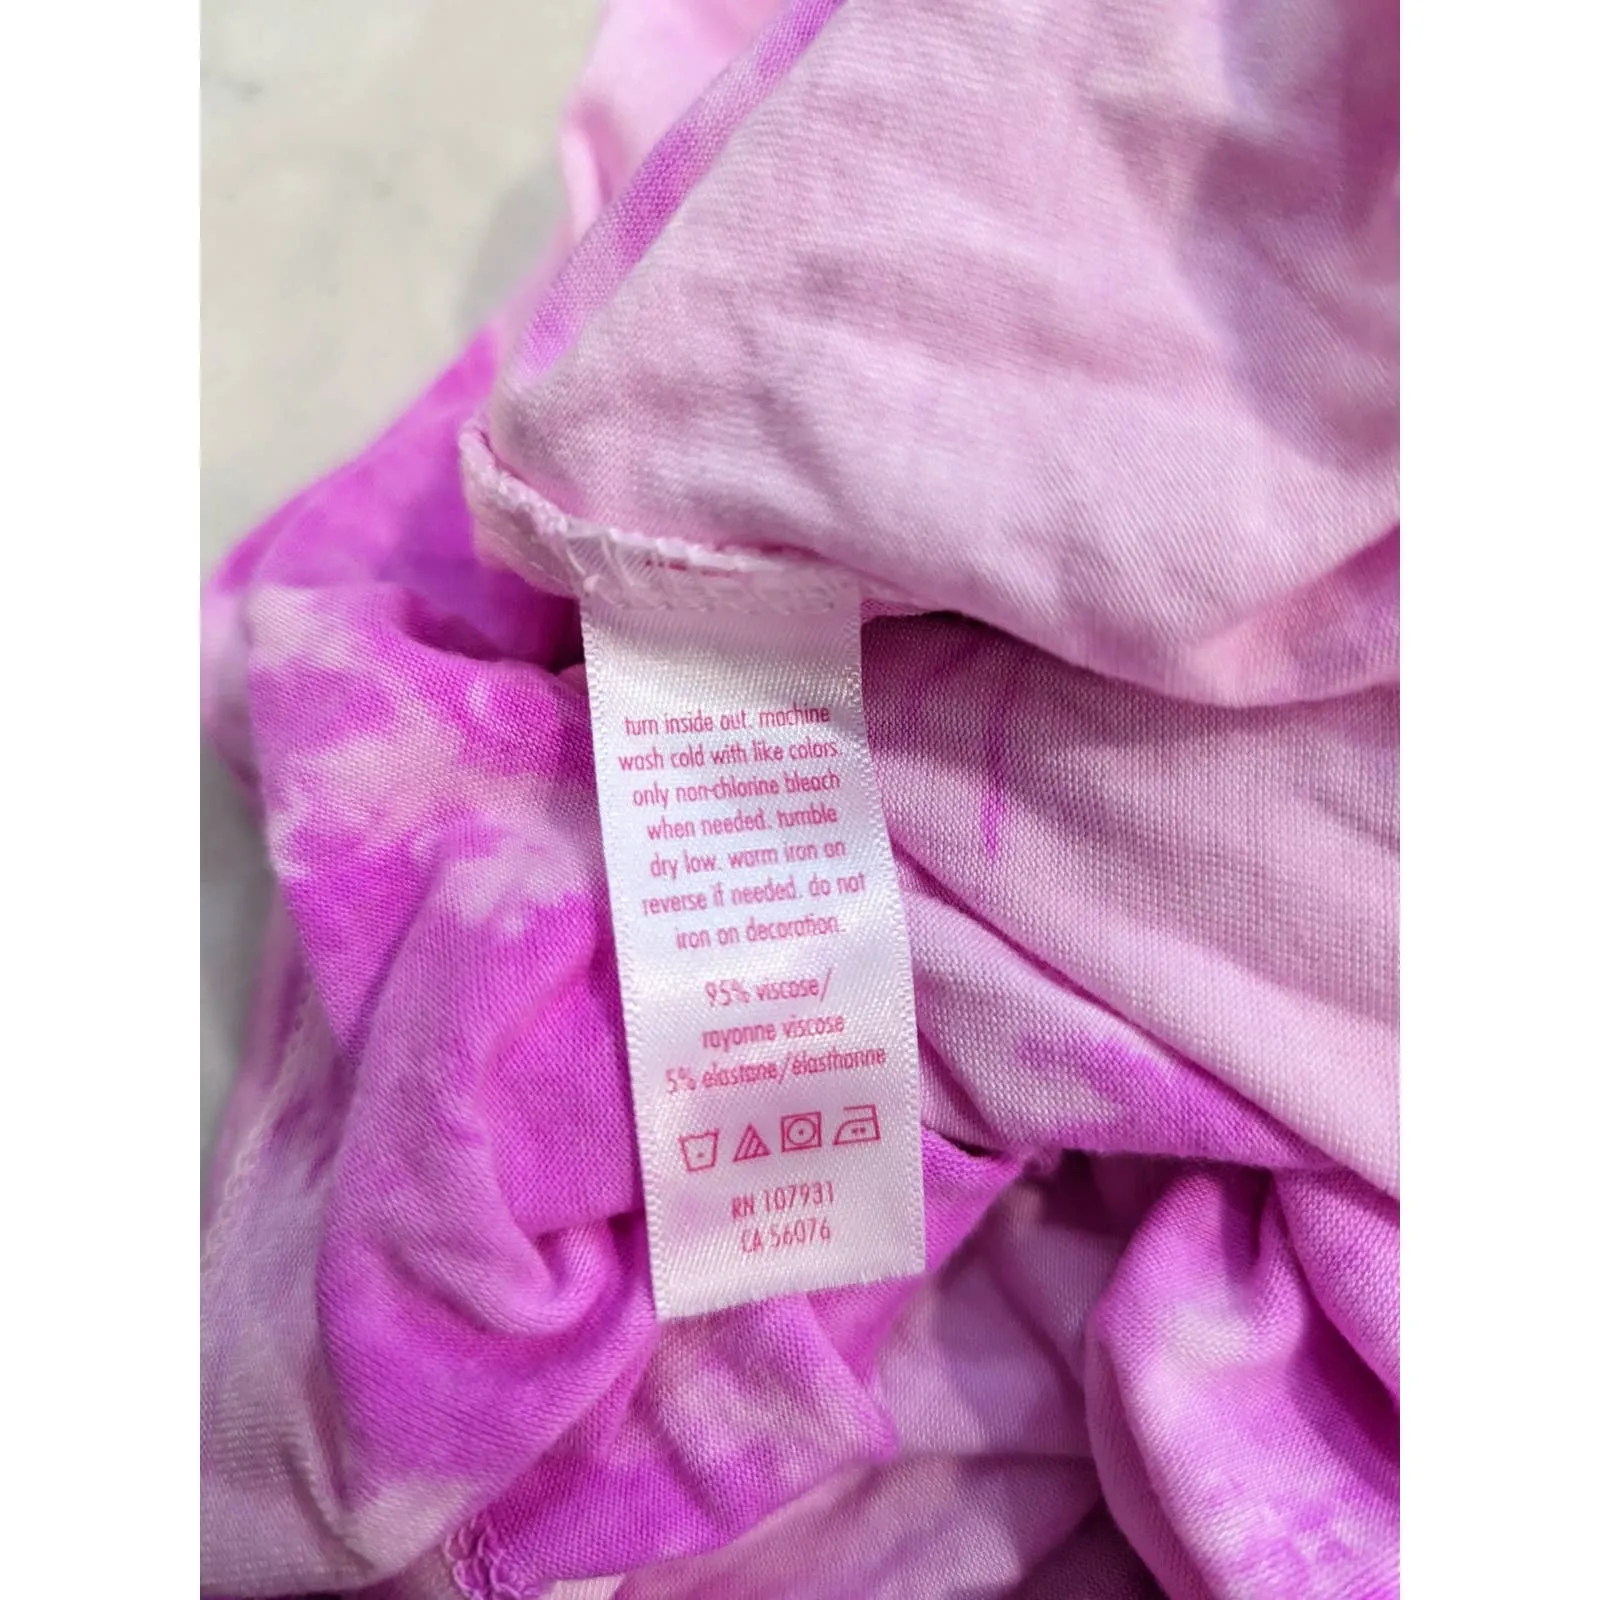 turn inside out. machine
wash cold with like colors.
only non-chlorine bleach
when needed. tumble
dry low. warm iron on
reverse if needed. do not
iron on decoration.
95% viscose/
rayonne viscose
5% elastane/élasthanne
RN 107931
CA 56076